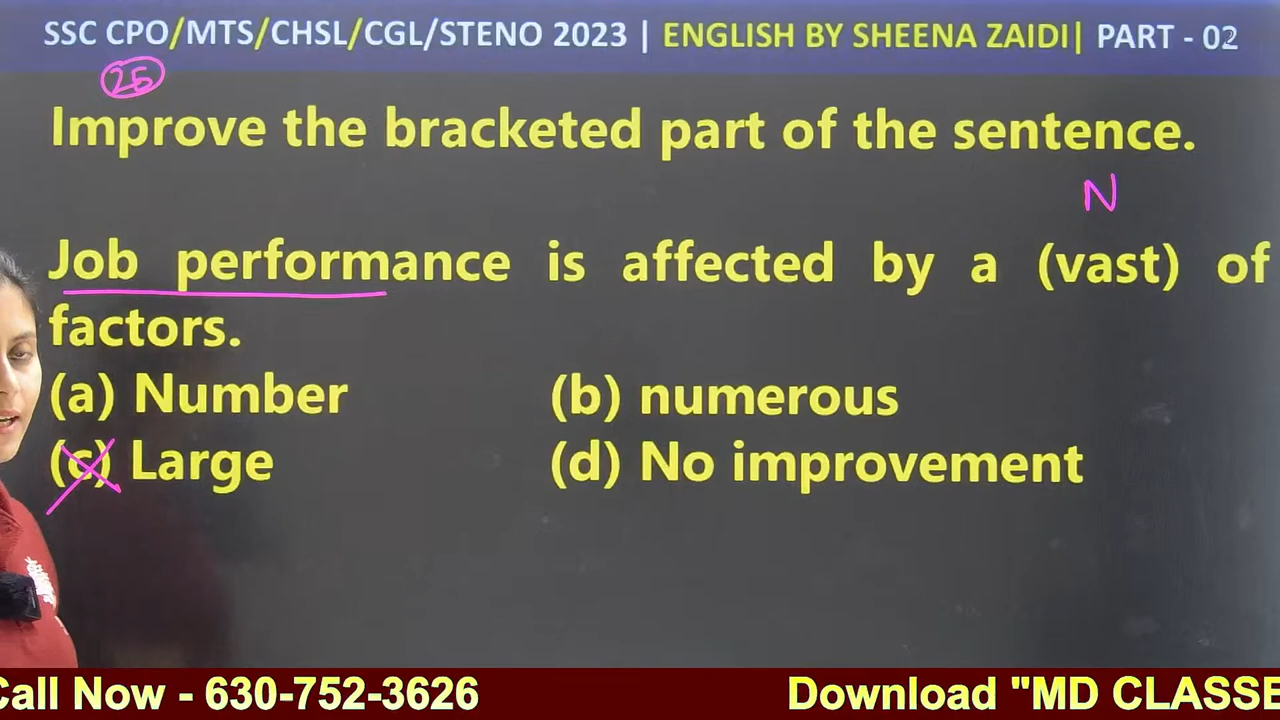 SSC CPO/MTS/CHSL/CGL/STENO 2023 | ENGLISH BY SHEENA ZAIDI| PART - 02
25
Improve the bracketed part of the sentence.
N
Job performance is affected by a (vast) of
factors.
(a) Number (b) numerous
(c) Large (d) No improvement
Call Now - 630-752-3626 Download "MD CLASSE